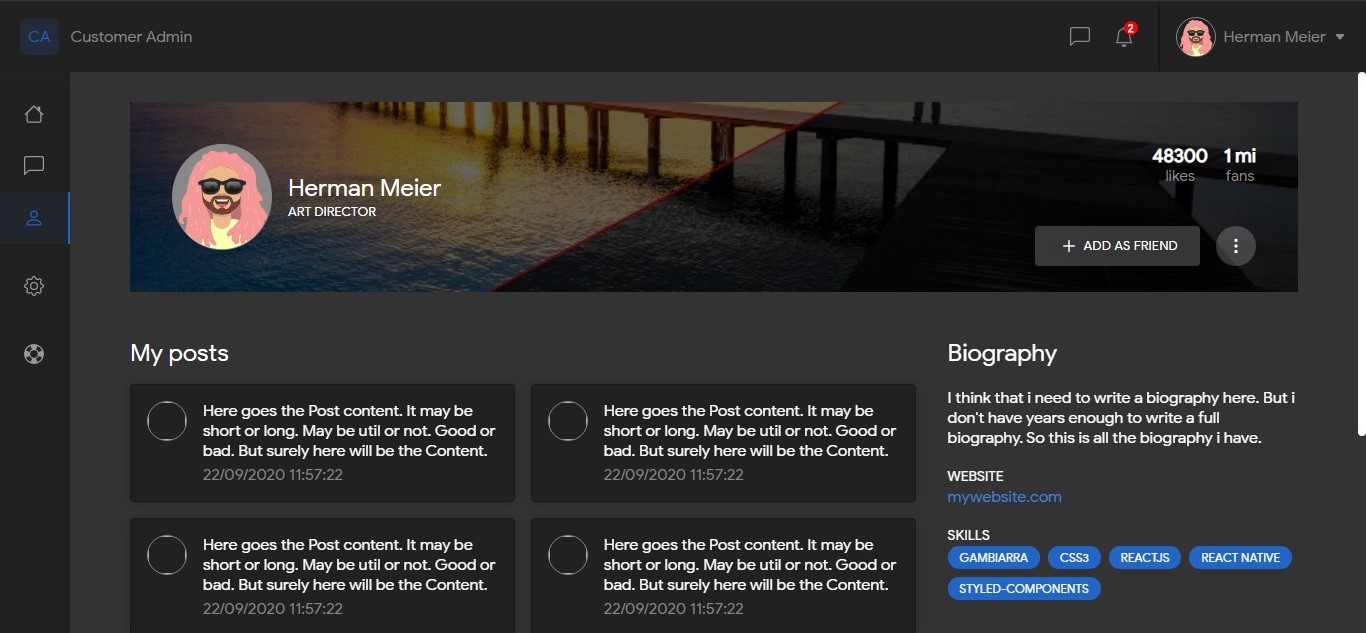 CA Customer Admin
2
Herman Meier
48300 1 mi
likes fans
Herman Meier
ART DIRECTOR
ADD AS FRIEND
My posts
Here goes the Post content. It may be
short or long. May be util or not. Good or
bad. But surely here will be the Content.
22/09/2020 11:57:22
Here goes the Post content. It may be
short or long. May be util or not. Good or
bad. But surely here will be the Content.
22/09/2020 11:57:22
Here goes the Post content. It may be
short or long. May be util or not. Good or
bad. But surely here will be the Content.
22/09/2020 11:57:22
Here goes the Post content. It may be
short or long. May be util or not. Good or
bad. But surely here will be the Content.
22/09/2020 11:57:22
Biography
I think that i need to write a biography here. But i
don't have years enough to write a full
biography. So this is all the biography i have.
WEBSITE
mywebsite.com
SKILLS
GAMBIARRA CSS3 REACTJS REACT NATIVE
STYLED-COMPONENTS